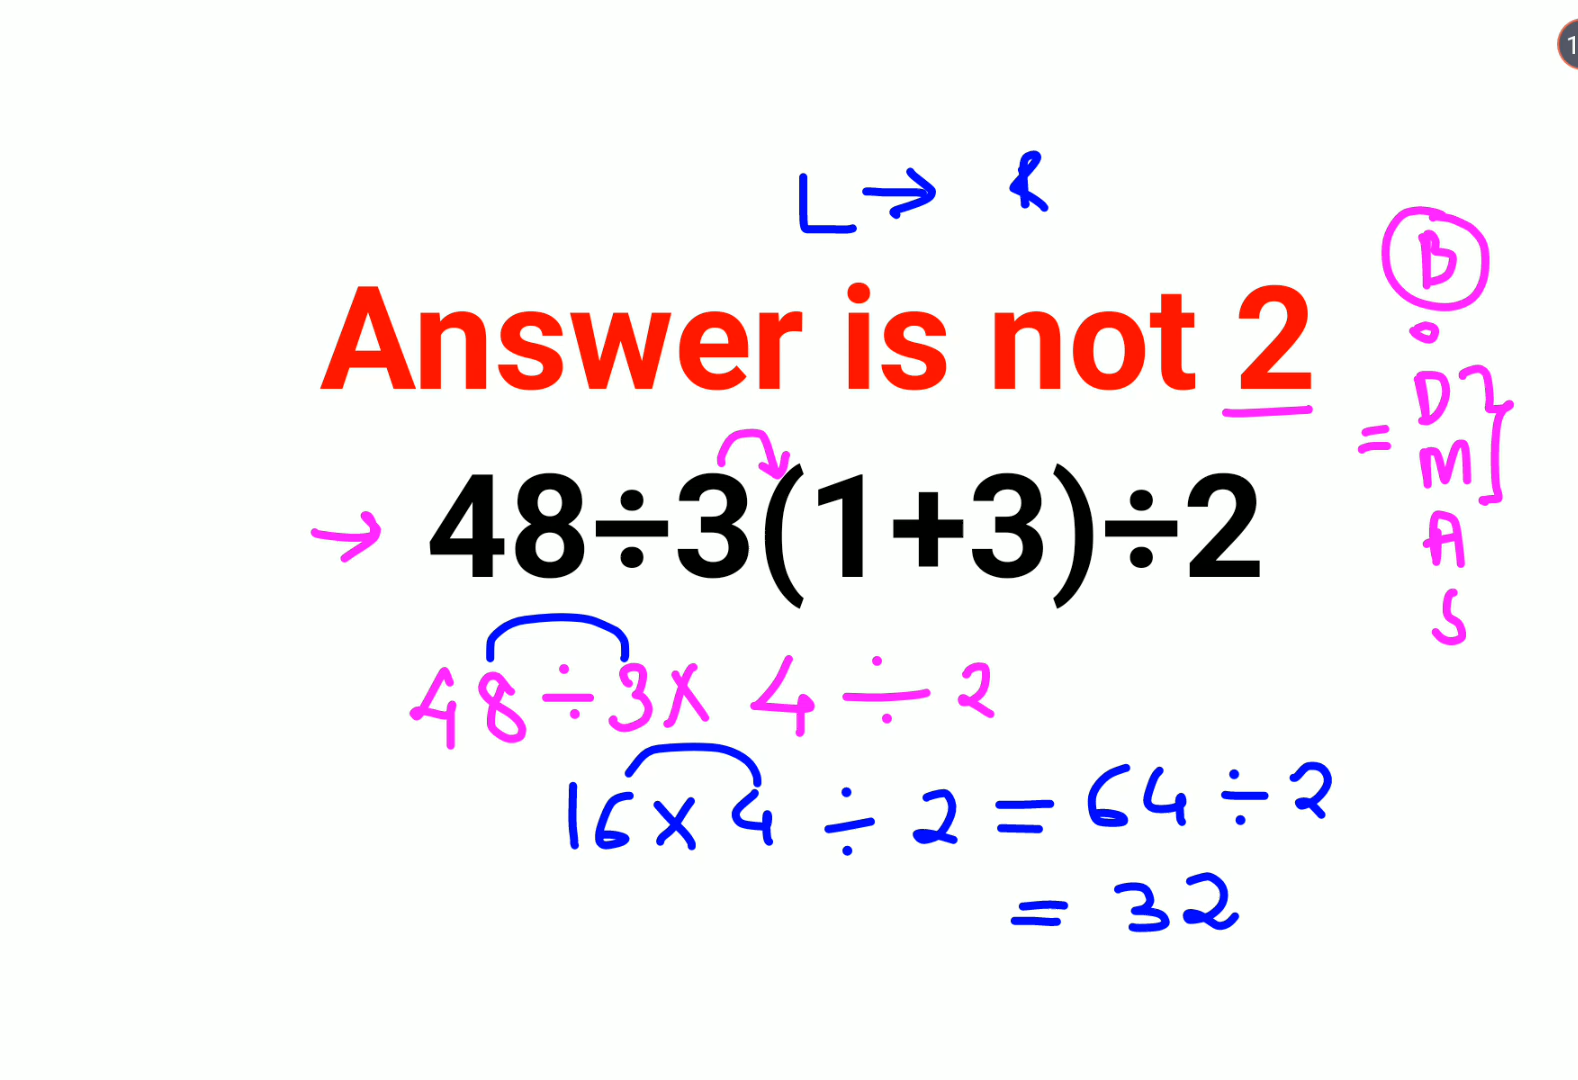 1
L → R
Answer is not 2
48÷3(1+3)÷2
B
O
= D
M
A
S
→
48÷3×4÷2
16×4÷2=64÷2
=32